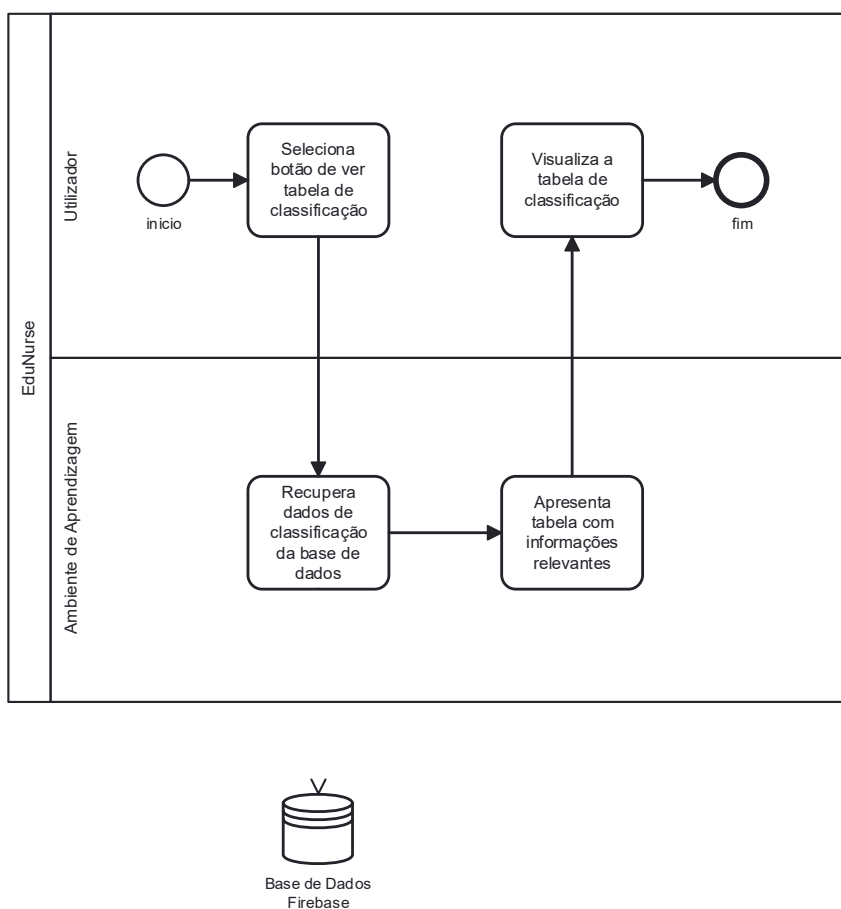 EduNurse
Utilizador
inicio
Seleciona
botão de ver
tabela de
classificação
Visualiza a
tabela de
classificação
fim
Ambiente de Aprendizagem
Recupera
dados de
classificação
da base de
dados
Apresenta
tabela com
informações
relevantes
Base de Dados
Firebase